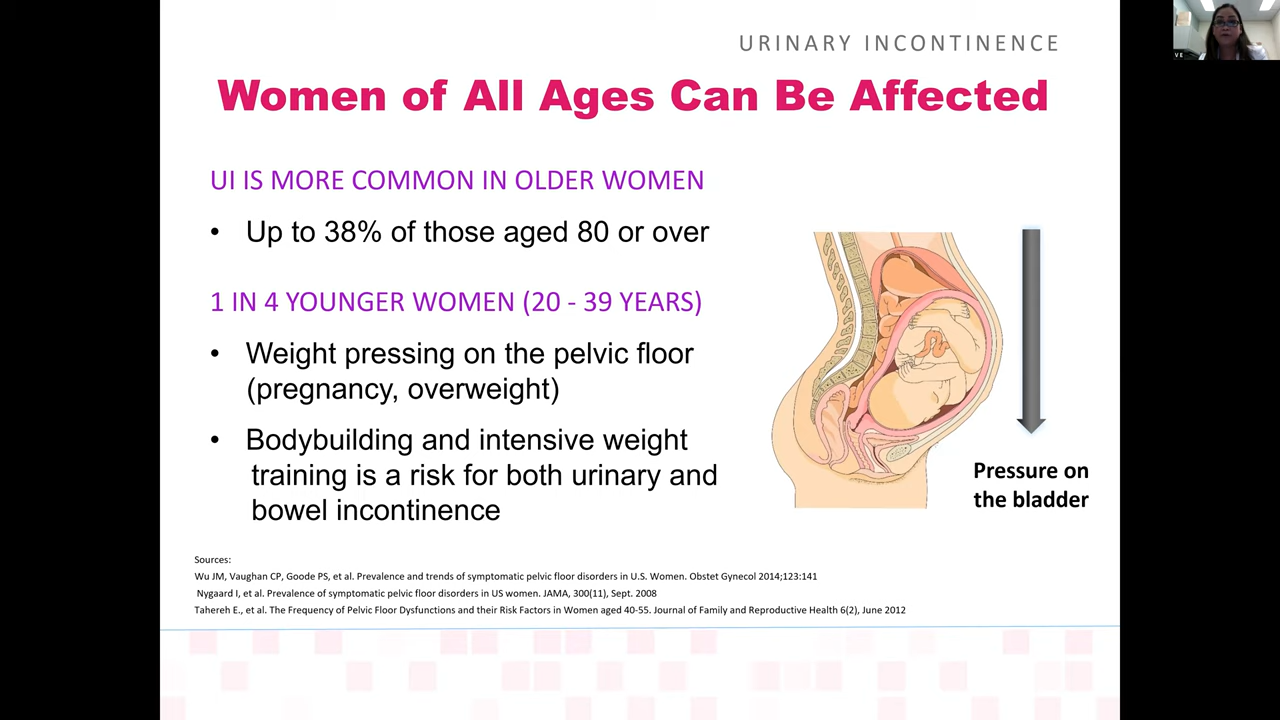 URINARY INCONTINENCE
Women of All Ages Can Be Affected
UI IS MORE COMMON IN OLDER WOMEN
• Up to 38% of those aged 80 or over
1 IN 4 YOUNGER WOMEN (20 - 39 YEARS)
• Weight pressing on the pelvic floor
(pregnancy, overweight)
• Bodybuilding and intensive weight
training is a risk for both urinary and
bowel incontinence
Pressure on
the bladder
Sources:
Wu JM, Vaughan CP, Goode PS, et al. Prevalence and trends of symptomatic pelvic floor disorders in U.S. Women. Obstet Gynecol 2014;123:141
Nygaard I, et al. Prevalence of symptomatic pelvic floor disorders in US women. JAMA, 300(11), Sept. 2008
Tahereh E., et al. The Frequency of Pelvic Floor Dysfunctions and their Risk Factors in Women aged 40-55. Journal of Family and Reproductive Health 6(2), June 2012